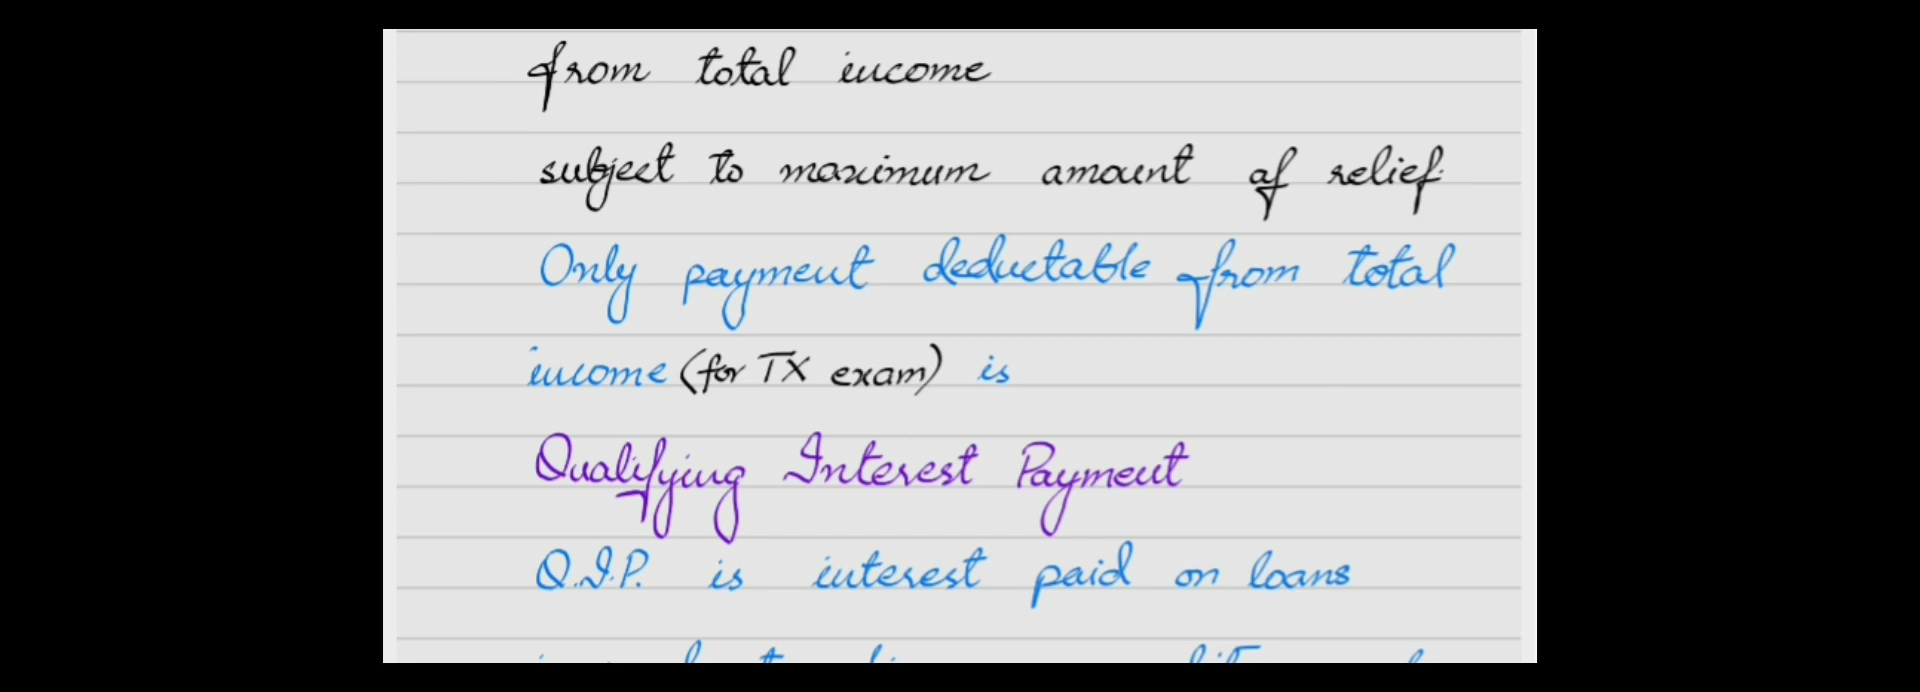 from total income
subject to maximum amount of relief.
Only payment deductable from total
income (for TX exam) is
Qualifying Interest Payment
Q.I.P. is interest paid on loans